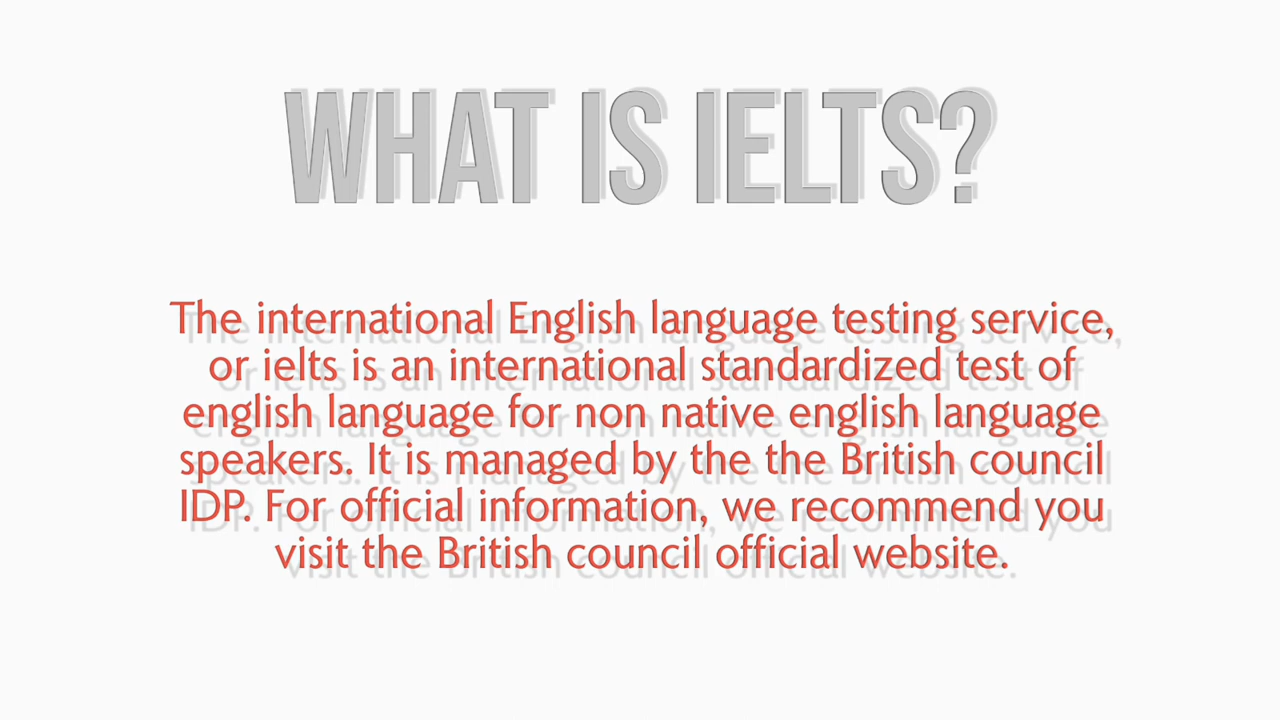 WHAT IS IELTS?
The international English language testing service,
or ielts is an international standardized test of
english language for non native english language
speakers. It is managed by the the British council
IDP. For official information, we recommend you
visit the British council official website.